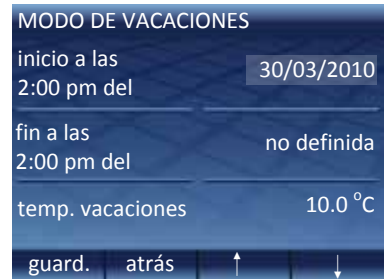 MODO DE VACACIONES
inicio a las
2:00 pm del
30/03/2010
fin a las
2:00 pm del
no definida
temp. vacaciones
10.0 °C
guard. atrás ↑ ↓